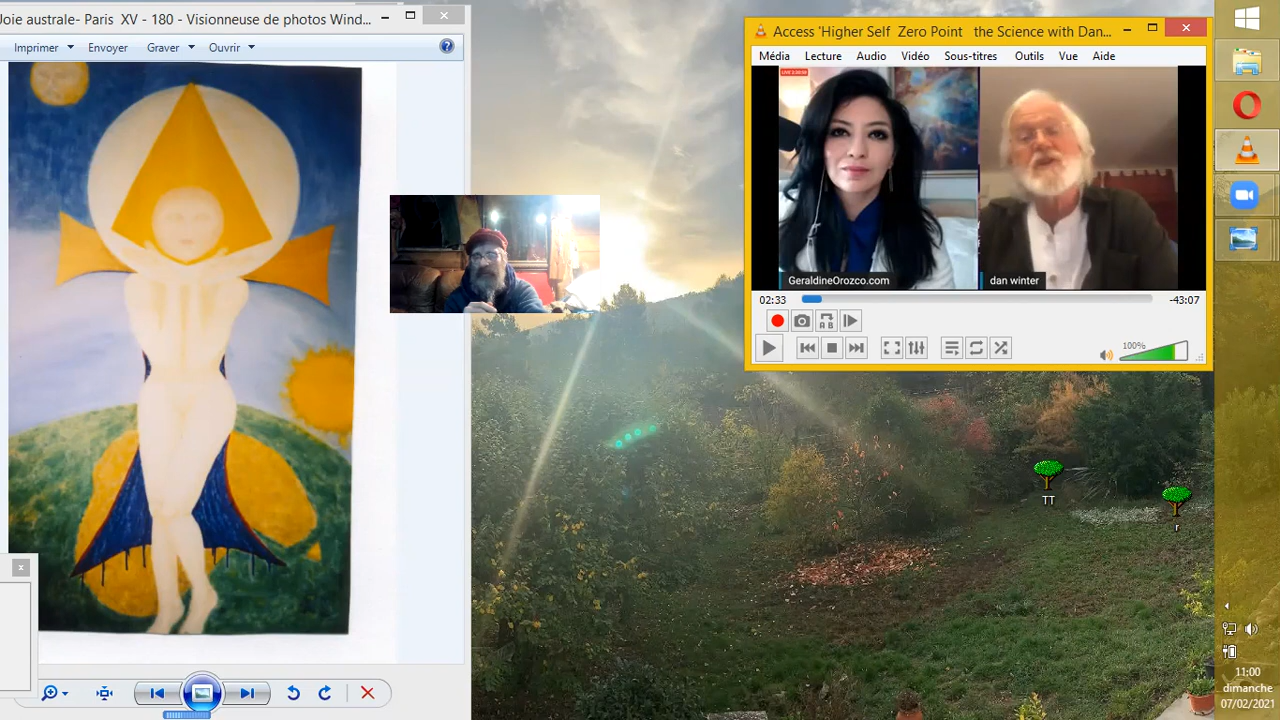 Joie australe- Paris XV - 180 - Visionneuse de photos Wind...
Imprimer
Envoyer
Graver
Ouvrir
Access 'Higher Self Zero Point the Science with Dan...
Média
Lecture
Audio
Vidéo
Sous-titres
Outils
Vue
Aide
GeraldineOrozco.com
dan winter
02:33
-43:07
100%
TT
r
11:00
dimanche
07/02/2021